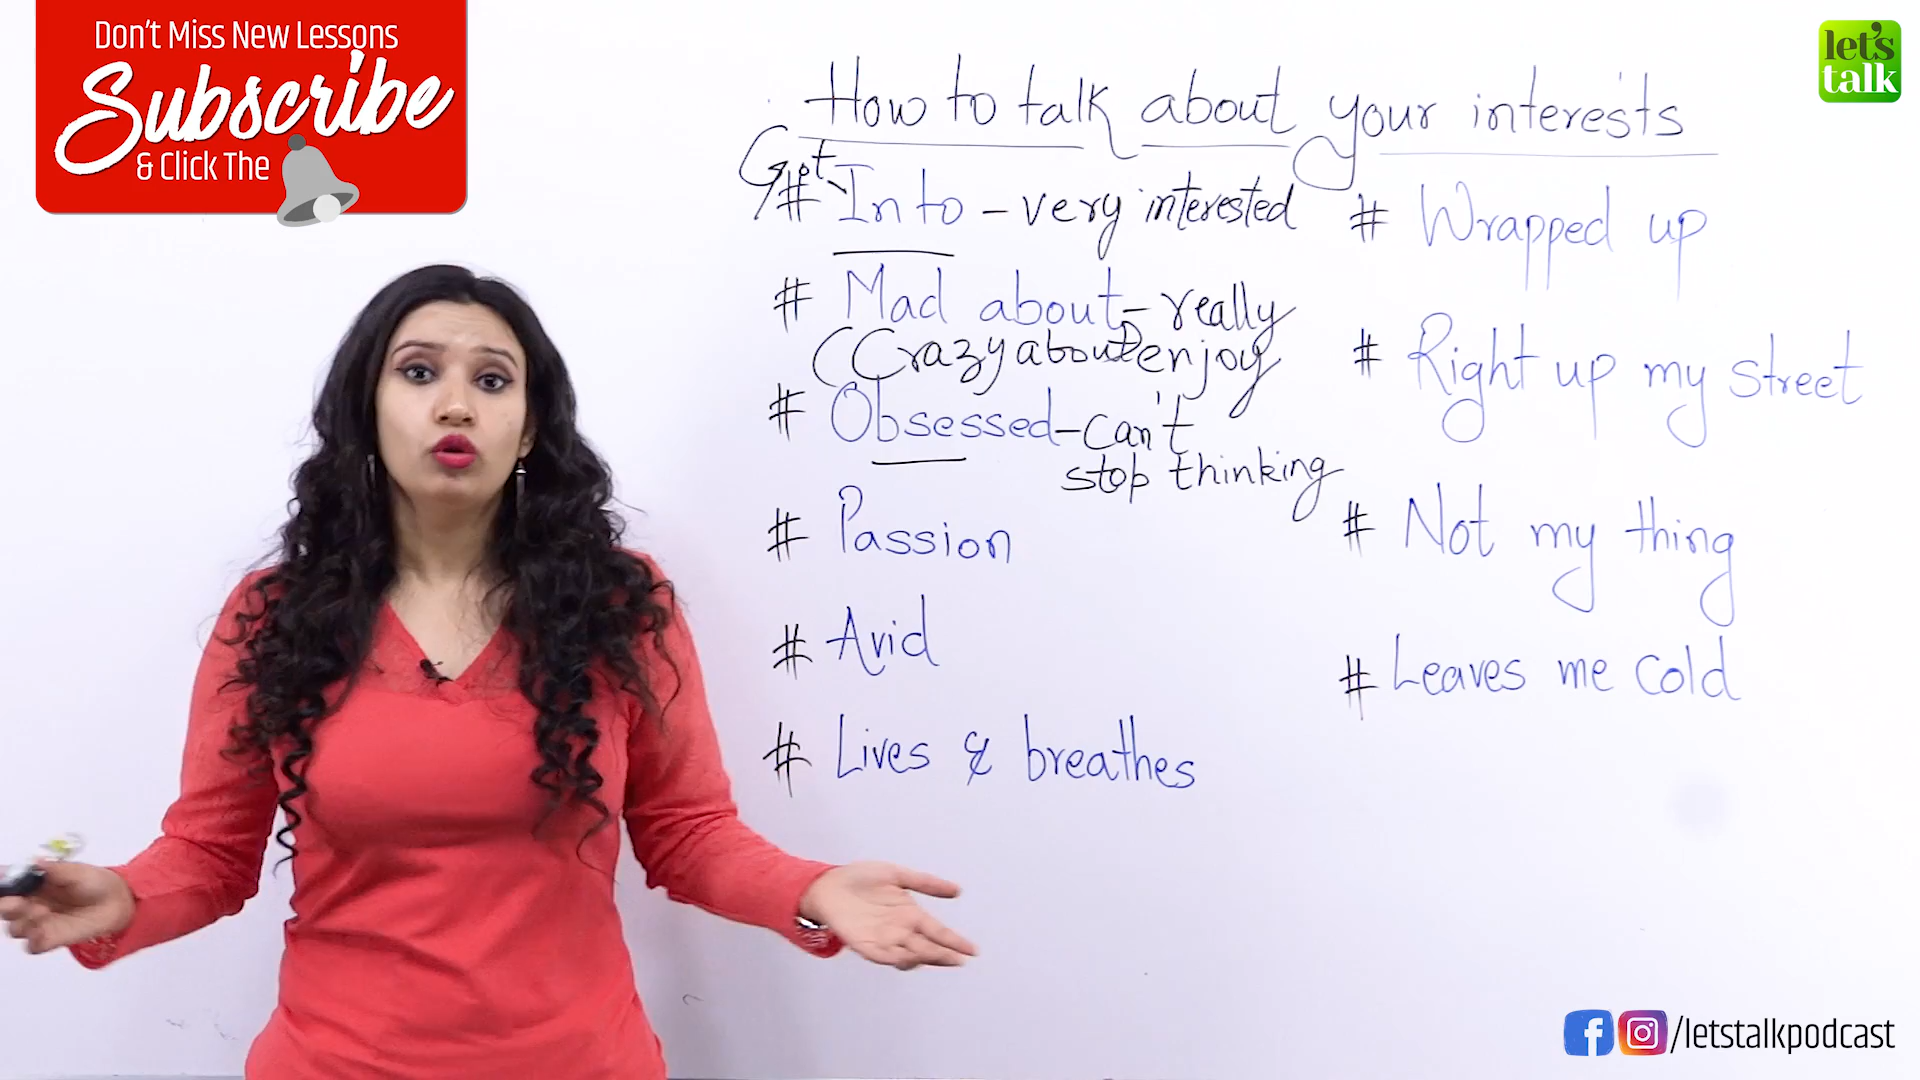 Don't Miss New Lessons
Subscribe
& Click The
let's
talk
How to talk about your interests
Got
# Into - very interested
# Mad about - really
(Crazy about) enjoy
# Obsessed - can't
stop thinking
# Passion
# Avid
# Lives & breathes
# Wrapped up
# Right up my street
# Not my thing
# Leaves me cold
/letstalkpodcast